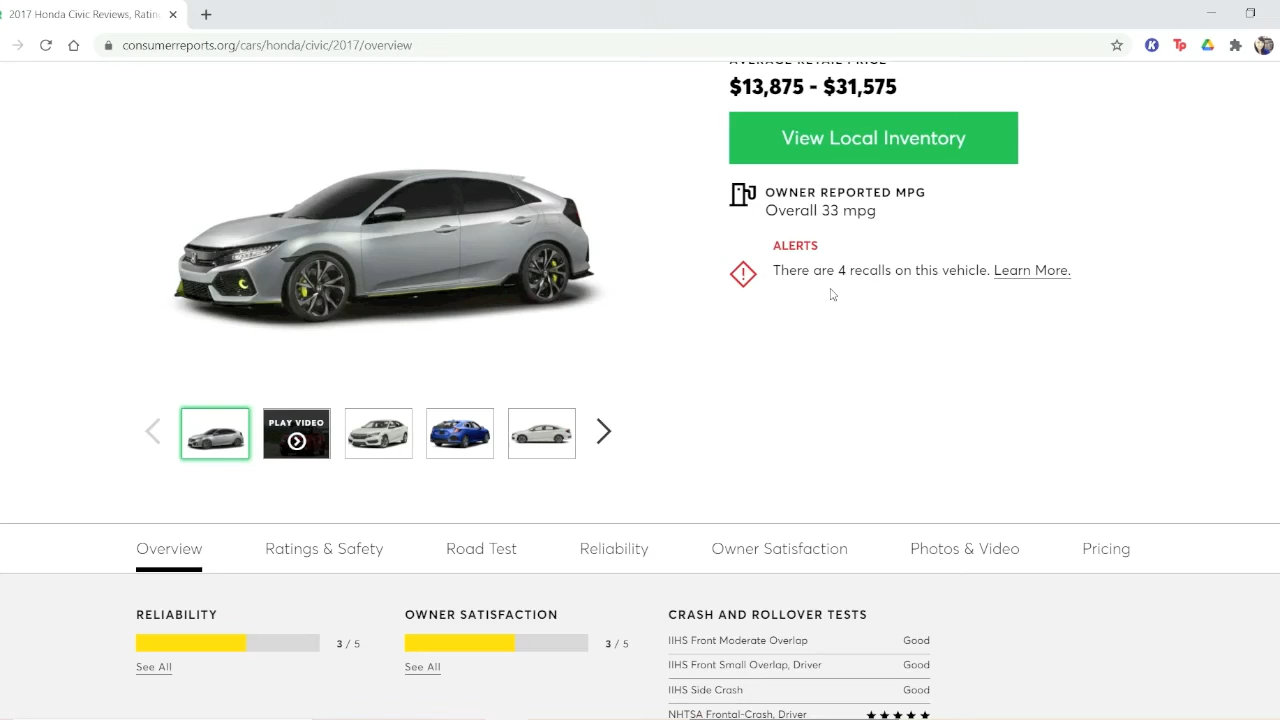 2017 Honda Civic Reviews, Ratin
consumerreports.org/cars/honda/civic/2017/overview
K
Tp
AVERAGE RETAIL PRICE
$13,875 - $31,575
View Local Inventory
OWNER REPORTED MPG
Overall 33 mpg
ALERTS
There are 4 recalls on this vehicle. Learn More.
PLAY VIDEO
Overview
Ratings & Safety
Road Test
Reliability
Owner Satisfaction
Photos & Video
Pricing
RELIABILITY
3 / 5
See All
OWNER SATISFACTION
3 / 5
See All
CRASH AND ROLLOVER TESTS
IIHS Front Moderate Overlap Good
IIHS Front Small Overlap, Driver Good
IIHS Side Crash Good
NHTSA Frontal-Crash, Driver ★★★★★